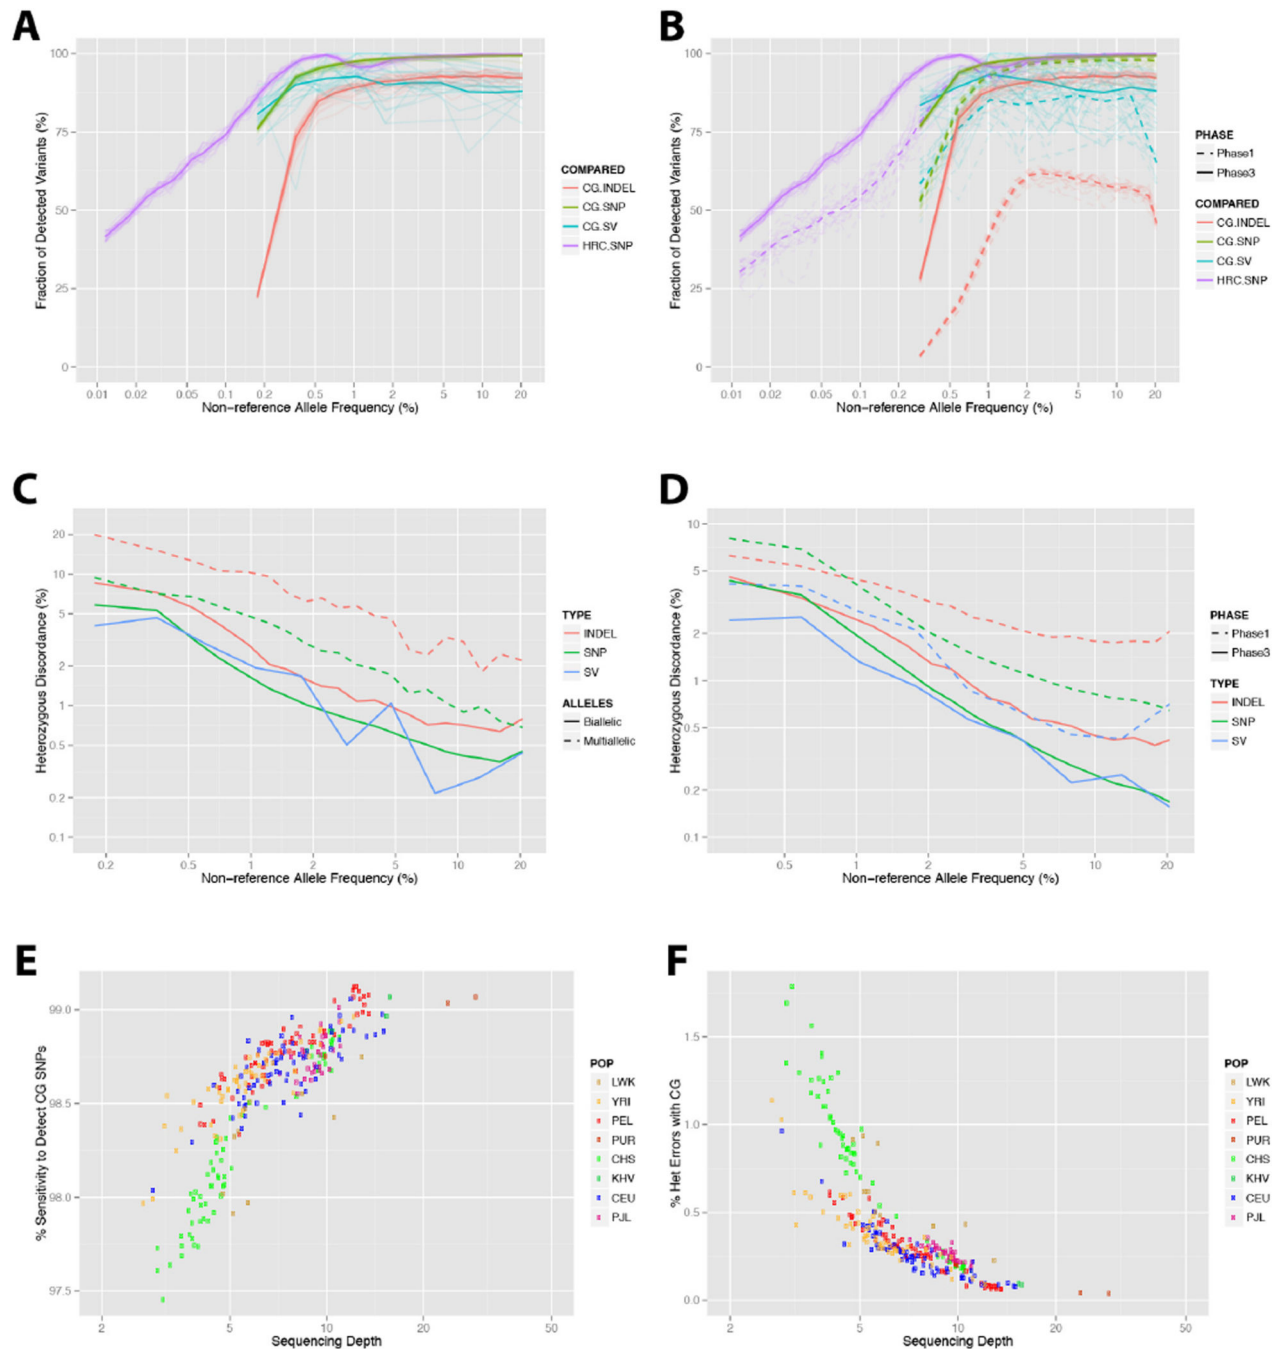 A
100
75
50
25
0
Fraction of Detected Variants (%)
0.01 0.02 0.05 0.1 0.2 0.5 1 2 5 10 20
Non-reference Allele Frequency (%)
COMPARED
CG.INDEL
CG.SNP
CG.SV
HRC.SNP
B
100
75
50
25
0
Fraction of Detected Variants (%)
0.01 0.02 0.05 0.1 0.2 0.5 1 2 5 10 20
Non-reference Allele Frequency (%)
PHASE
Phase1
Phase3
COMPARED
CG.INDEL
CG.SNP
CG.SV
HRC.SNP
C
20
10
5
2
1
0.5
0.2
0.1
Heterozygous Discordance (%)
0.2 0.5 1 2 5 10 20
Non-reference Allele Frequency (%)
TYPE
INDEL
SNP
SV
ALLELES
Biallelic
Multiallelic
D
10
5
2
1
0.5
0.2
0.1
Heterozygous Discordance (%)
0.5 1 2 5 10 20
Non-reference Allele Frequency (%)
PHASE
Phase1
Phase3
TYPE
INDEL
SNP
SV
E
99.0
98.5
98.0
97.5
% Sensitivity to Detect CG SNPs
2 5 10 20 50
Sequencing Depth
POP
LWK
YRI
PEL
PUR
CHS
KHV
CEU
PJL
F
1.5
1.0
0.5
0.0
% Het Errors with CG
2 5 10 20 50
Sequencing Depth
POP
LWK
YRI
PEL
PUR
CHS
KHV
CEU
PJL